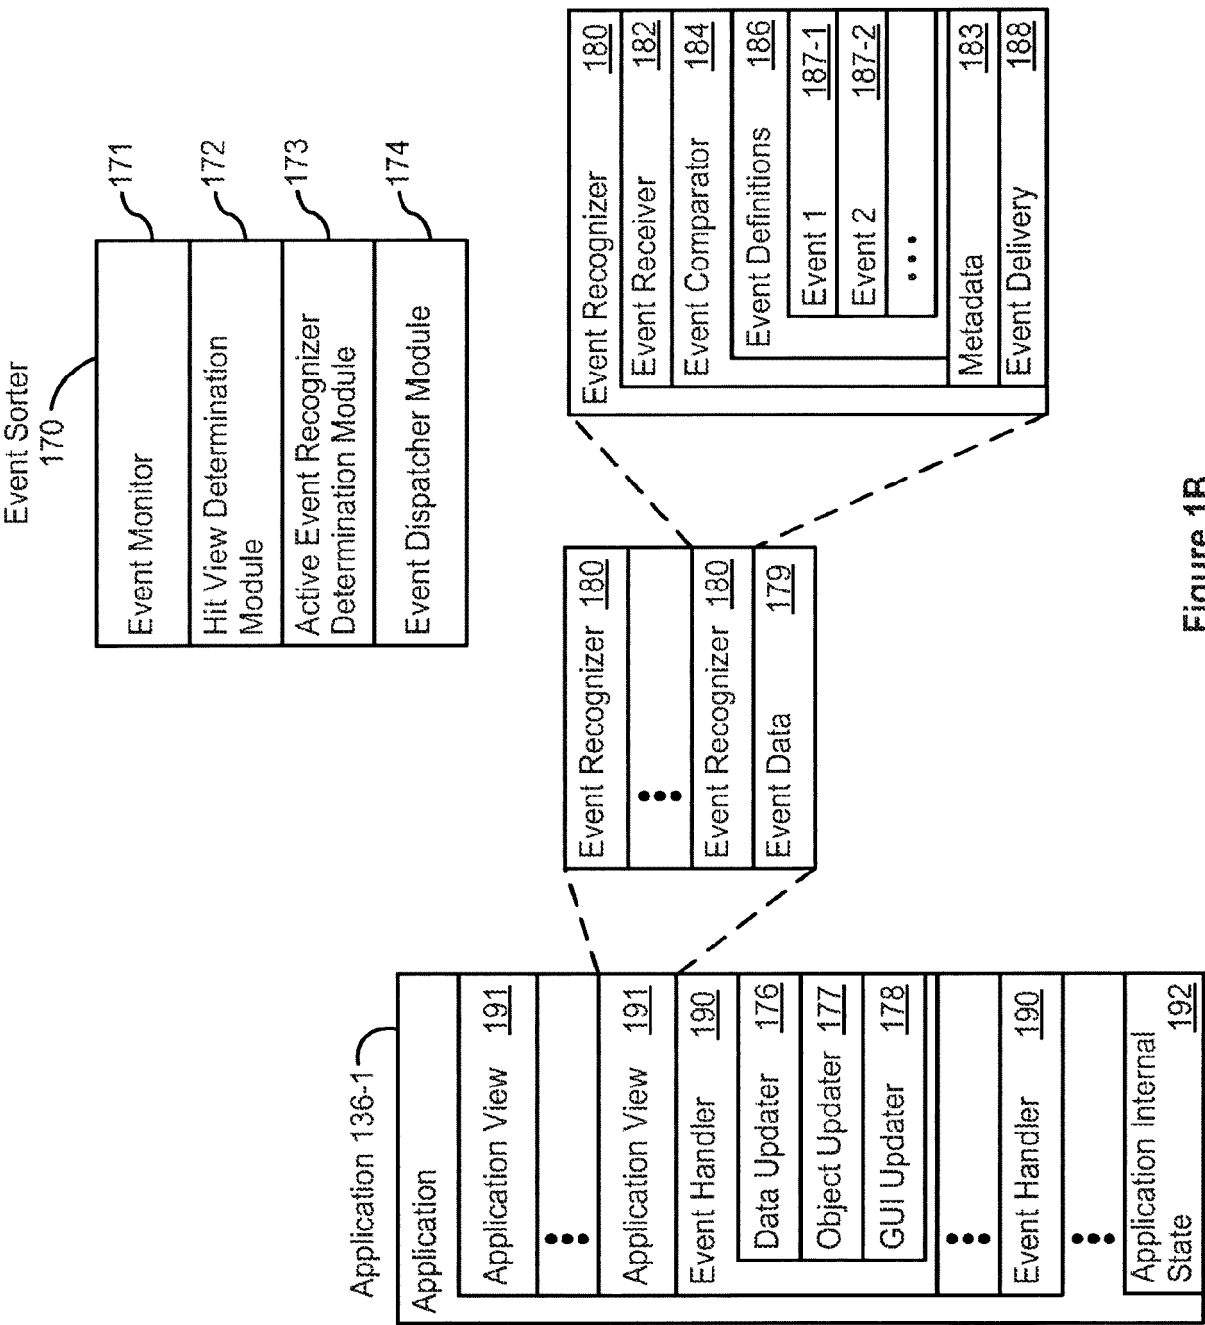 Event Sorter
170
Event Monitor
171
Hit View Determination
Module
172
Active Event Recognizer
Determination Module
173
Event Dispatcher Module
174
Application 136-1
Application
Application View 191
•••
Application View 191
Event Handler 190
Data Updater 176
Object Updater 177
GUI Updater 178
•••
Event Handler 190
•••
Application Internal
State 192
Event Recognizer 180
•••
Event Recognizer 180
Event Data 179
Event Recognizer 180
Event Receiver 182
Event Comparator 184
Event Definitions 186
Event 1 187-1
Event 2 187-2
•••
Metadata 183
Event Delivery 188
Figure 1B